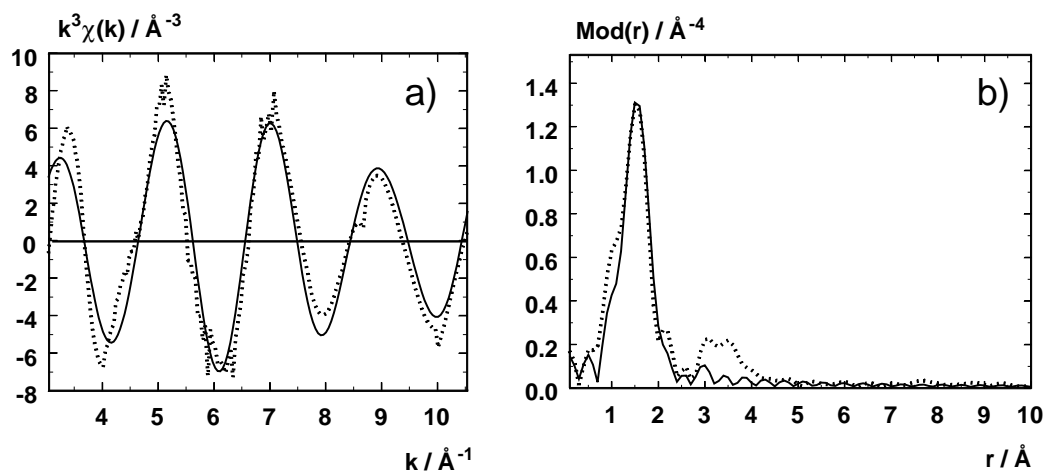 k³χ(k) / Å⁻³
10
8
6
4
2
0
-2
-4
-6
-8
a)
4 5 6 7 8 9 10
k / Å⁻¹
Mod(r) / Å⁻⁴
1.4
1.2
1.0
0.8
0.6
0.4
0.2
0.0
b)
1 2 3 4 5 6 7 8 9 10
r / Å